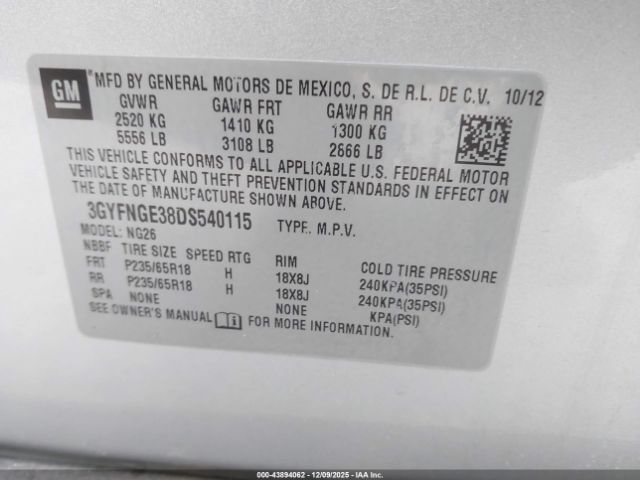 GM
*MFD BY GENERAL MOTORS DE MEXICO, S. DE R.L. DE C.V. 10/12
GVWR GAWR FRT GAWR RR
2520 KG 1410 KG 1300 KG
5556 LB 3108 LB 2866 LB
THIS VEHICLE CONFORMS TO ALL APPLICABLE U.S. FEDERAL MOTOR
VEHICLE SAFETY AND THEFT PREVENTION STANDARDS IN EFFECT ON
THE DATE OF MANUFACTURE SHOWN ABOVE.
3GYFNGE38DS540115 TYPE. M.P.V.
MODEL: NG26
NBBF TIRE SIZE SPEED RTG RIM COLD TIRE PRESSURE
FRT P235/65R18 H 18X8J 240KPA(35PSI)
RR P235/65R18 H 18X8J 240KPA(35PSI)
SPA NONE NONE KPA(PSI)
SEE OWNER'S MANUAL FOR MORE INFORMATION.
000-43894062 - 12/09/2025 - IAA Inc.